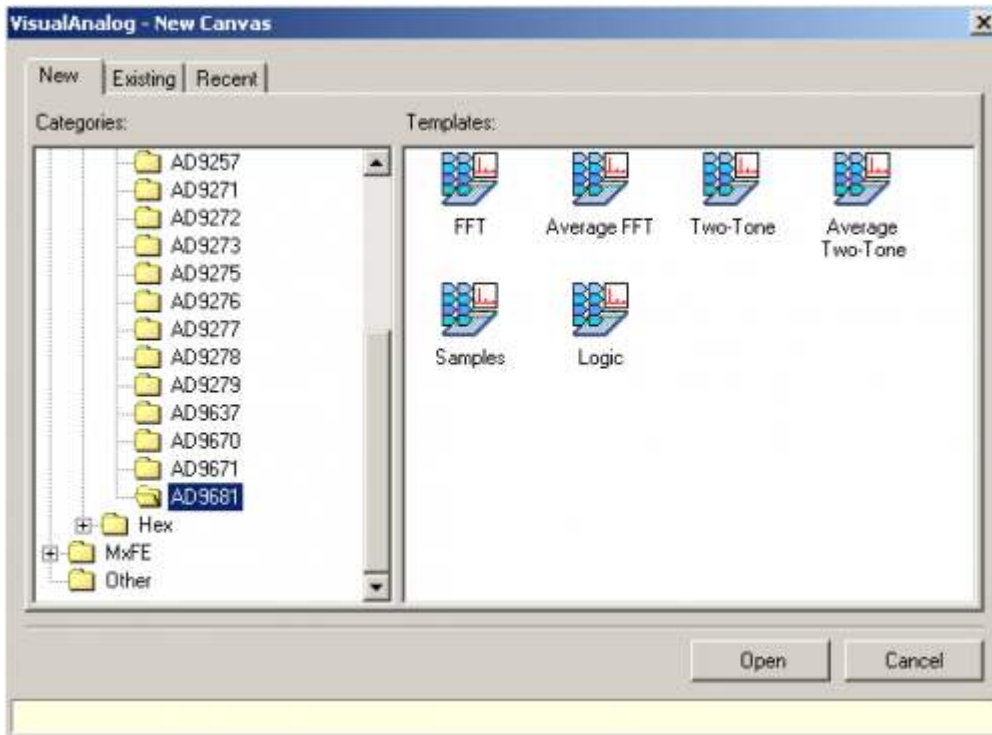 VisualAnalog - New Canvas
New
Existing
Recent
Categories:
AD9257
AD9271
AD9272
AD9273
AD9275
AD9276
AD9277
AD9278
AD9279
AD9637
AD9670
AD9671
AD9681
Hex
MxFE
Other
Templates:
FFT
Average FFT
Two-Tone
Average
Two-Tone
Samples
Logic
Open
Cancel